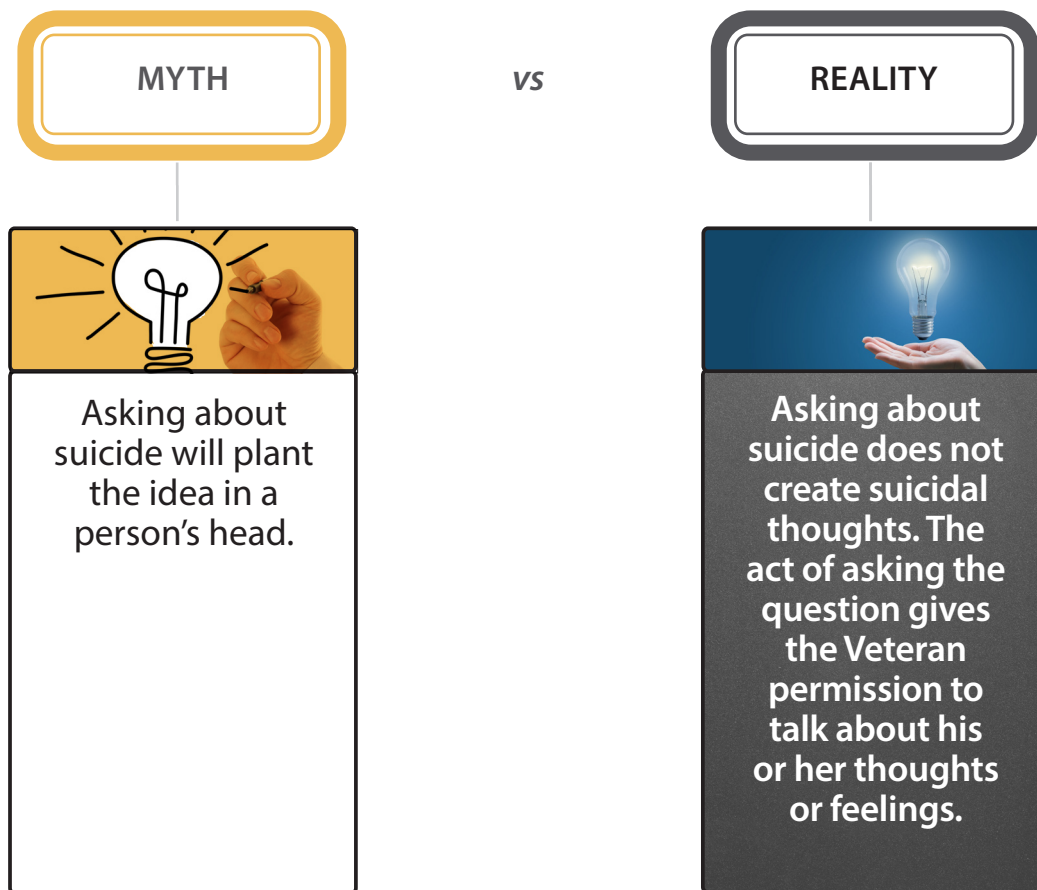 MYTH
vs
REALITY
Asking about
suicide will plant
the idea in a
person’s head.
Asking about
suicide does not
create suicidal
thoughts. The
act of asking the
question gives
the Veteran
permission to
talk about his
or her thoughts
or feelings.